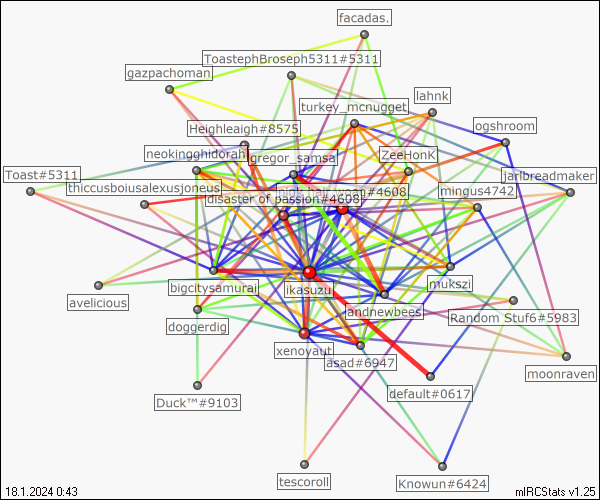 facadas.
ToastephBroseph5311#5311
gazpachoman
lahnk
turkey_mcnugget
Heighleaigh#8575
ogshroom
neokingghidorah
gregor_samsa
ZeeHonK
Toast#5311
jarlbreadmaker
thiccusboiusalexusjoneus
mingus4742
disaster of passion#4608
bigcitysamurai
ikasuzu
mukszi
avelicious
andnewbees
Random Stuf6#5983
doggerdig
xenoyaut
asad#6947
moonraven
default#0617
Duck™#9103
tescoroll
Knowun#6424
18.1.2024 0:43
mIRCStats v1.25